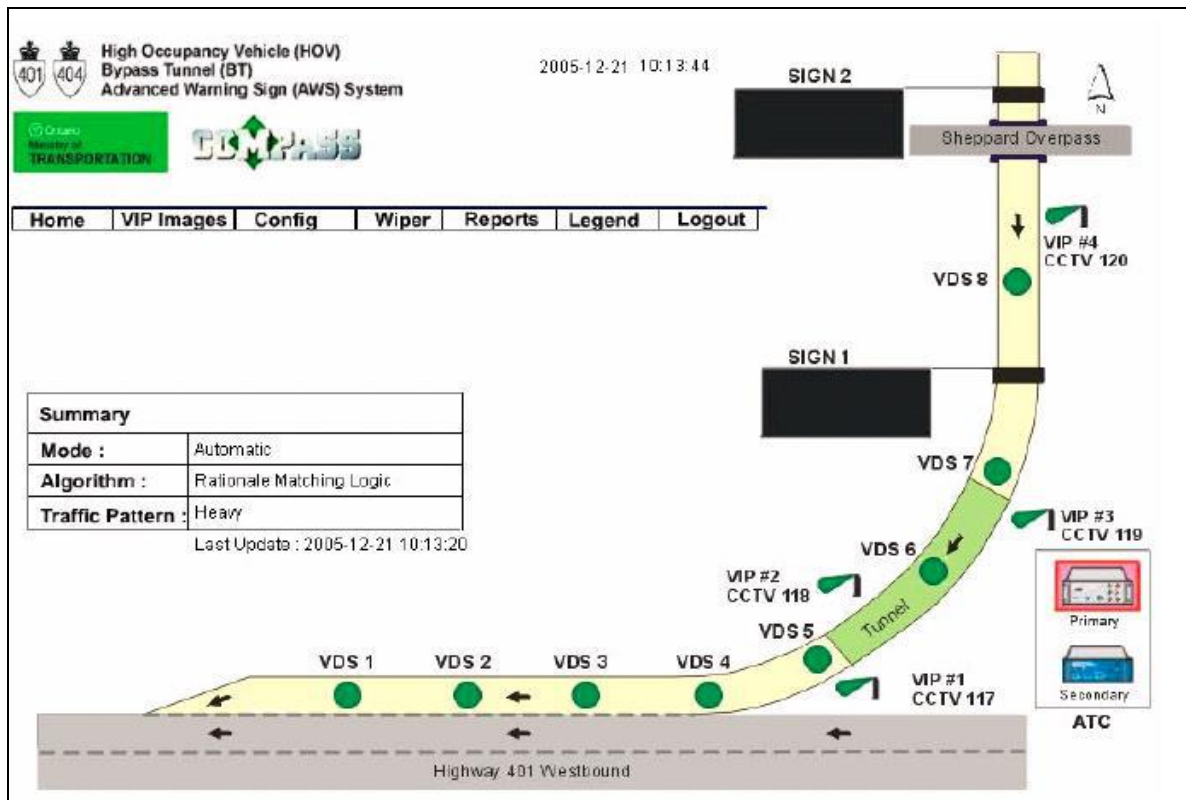 401 404
High Occupancy Vehicle (HOV)
Bypass Tunnel (BT)
Advanced Warning Sign (AWS) System
2005-12-21 10:13:44
Ontario
Ministry of
TRANSPORTATION
COMPASS
Home VIP Images Config Wiper Reports Legend Logout
SIGN 2
N
Sheppard Overpass
VIP #4
CCTV 120
VDS 8
SIGN 1
Summary
Mode : Automatic
Algorithm : Rationale Matching Logic
Traffic Pattern : Heavy
Last Update : 2005-12-21 10:13:20
VDS 7
VIP #3
CCTV 119
VDS 6
VIP #2
CCTV 118
Tunnel
VDS 5
Primary
Secondary
ATC
VDS 1 VDS 2 VDS 3 VDS 4
VIP #1
CCTV 117
Highway 401 Westbound